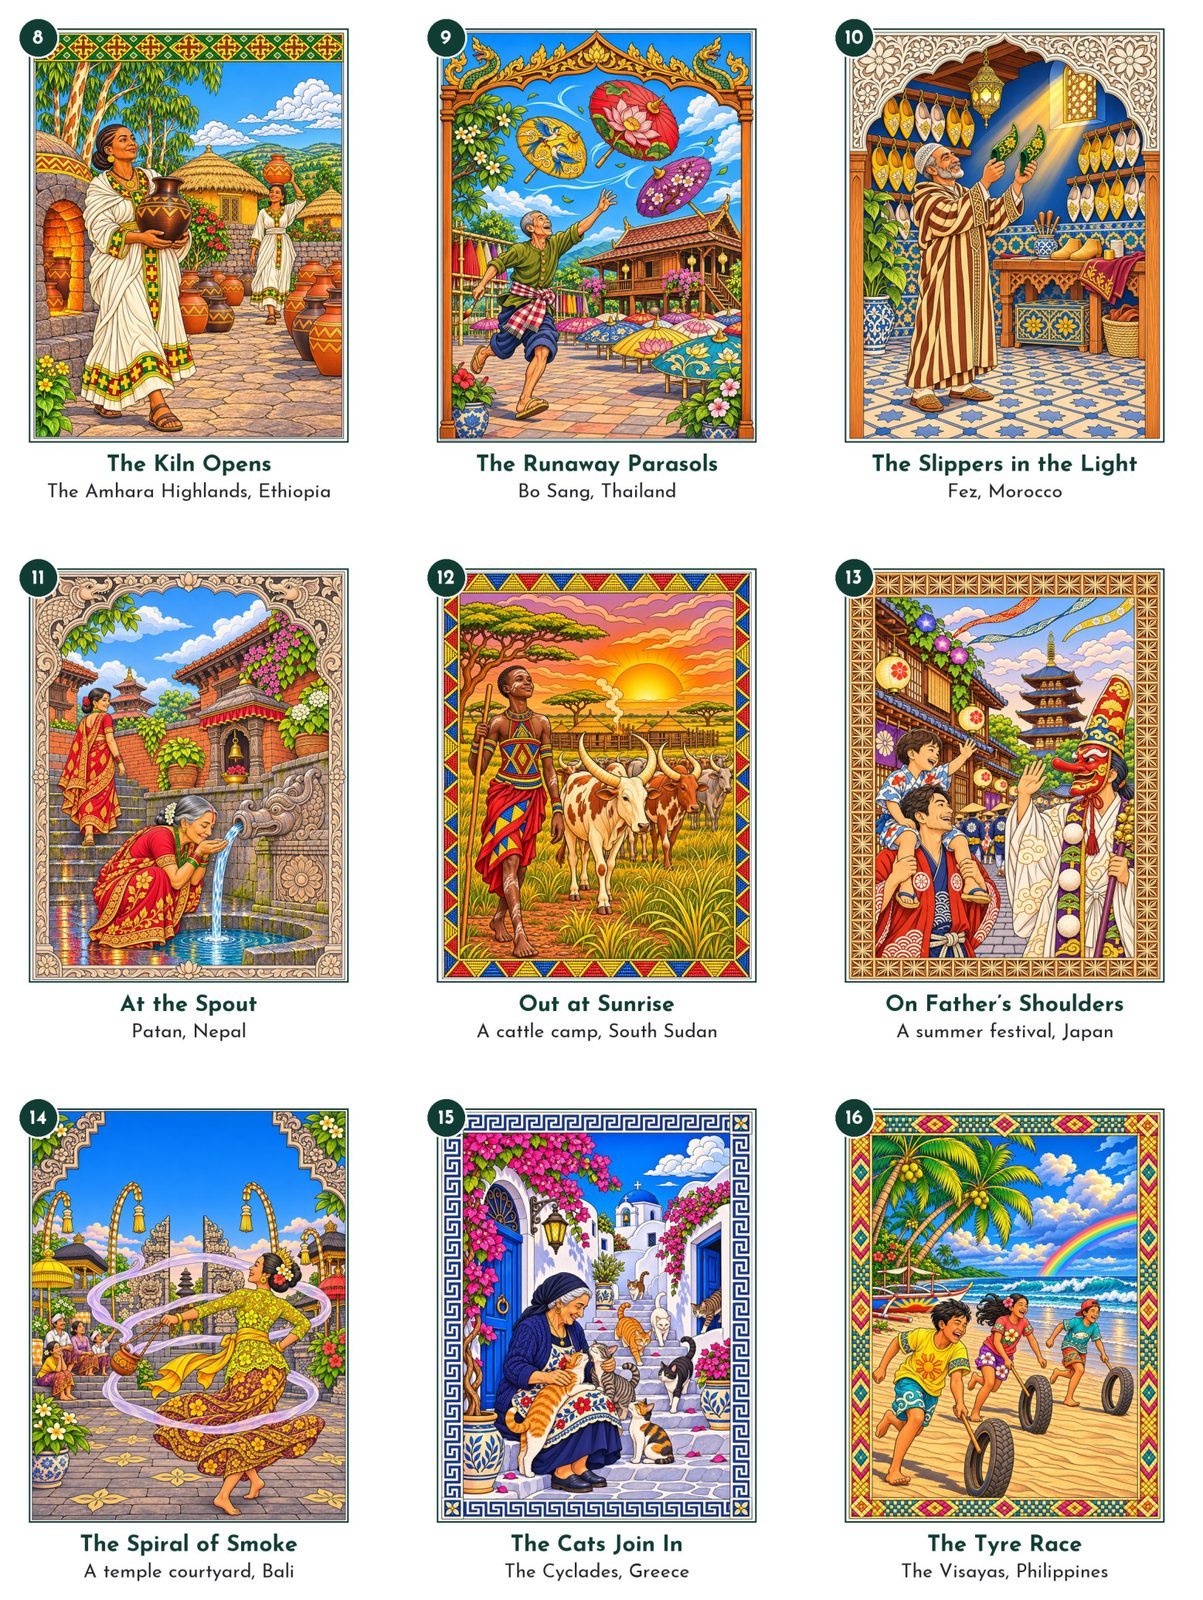 8
The Kiln Opens
The Amhara Highlands, Ethiopia
9
The Runaway Parasols
Bo Sang, Thailand
10
The Slippers in the Light
Fez, Morocco
11
At the Spout
Patan, Nepal
12
Out at Sunrise
A cattle camp, South Sudan
13
On Father’s Shoulders
A summer festival, Japan
14
The Spiral of Smoke
A temple courtyard, Bali
15
The Cats Join In
The Cyclades, Greece
16
The Tyre Race
The Visayas, Philippines